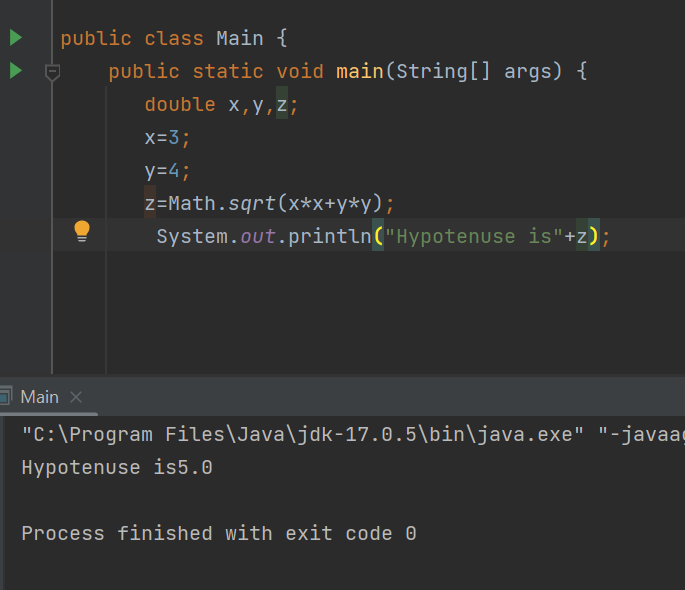 public class Main {
public static void main(String[] args) {
double x,y,z;
x=3;
y=4;
z=Math.sqrt(x*x+y*y);
System.out.println("Hypotenuse is"+z);
Main
"C:\Program Files\Java\jdk-17.0.5\bin\java.exe" "-javaag
Hypotenuse is5.0
Process finished with exit code 0